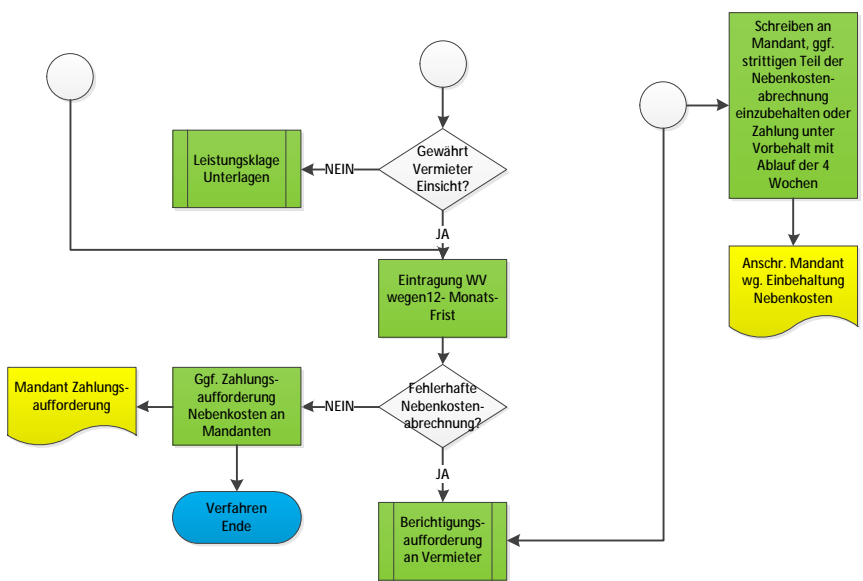 Schreiben an
Mandant, ggf.
strittigen Teil der
Nebenkosten-
abrechnung
einzubehalten oder
Zahlung unter
Vorbehalt mit
Ablauf der 4
Wochen
Gewährt
Vermieter
Einsicht?
NEIN
Leistungsklage
Unterlagen
JA
Anschr. Mandant
wg. Einbehaltung
Nebenkosten
Eintragung WV
wegen12- Monats-
Frist
Fehlerhafte
Nebenkosten-
abrechnung?
NEIN
Ggf. Zahlungs-
aufforderung
Nebenkosten an
Mandanten
Mandant Zahlungs-
aufforderung
JA
Verfahren
Ende
Berichtigungs-
aufforderung
an Vermieter